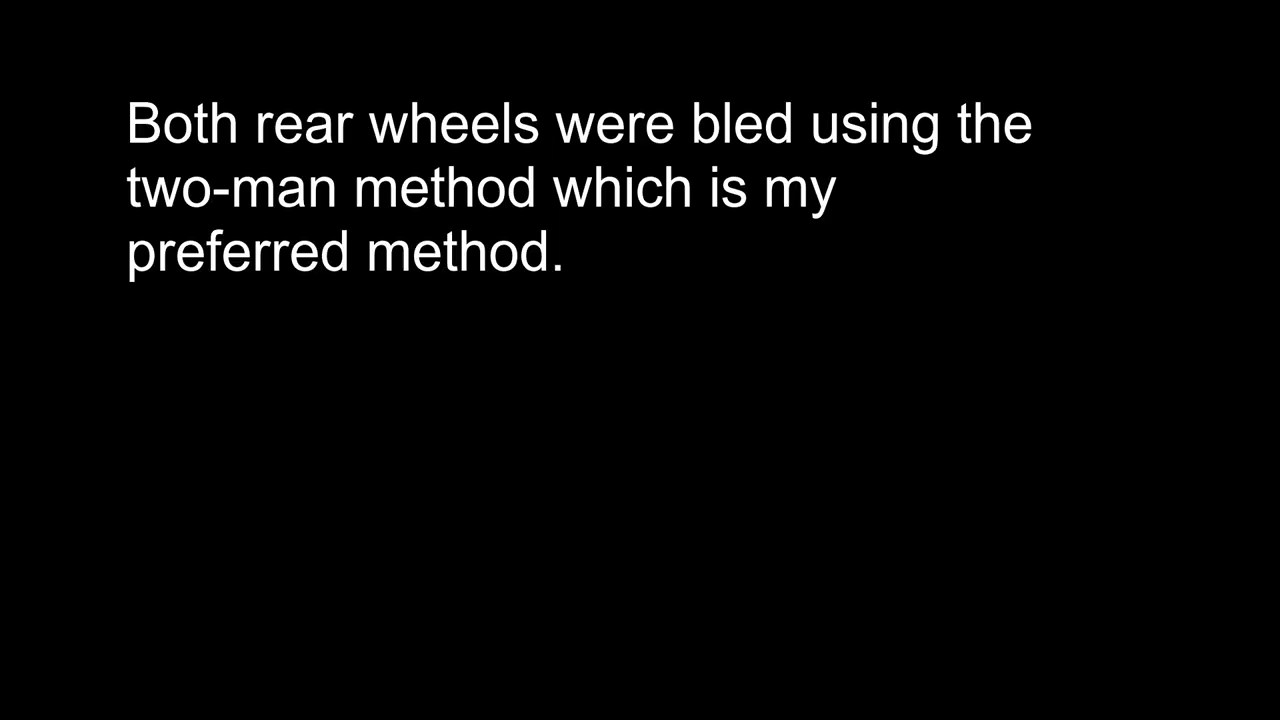 Both rear wheels were bled using the
two-man method which is my
preferred method.